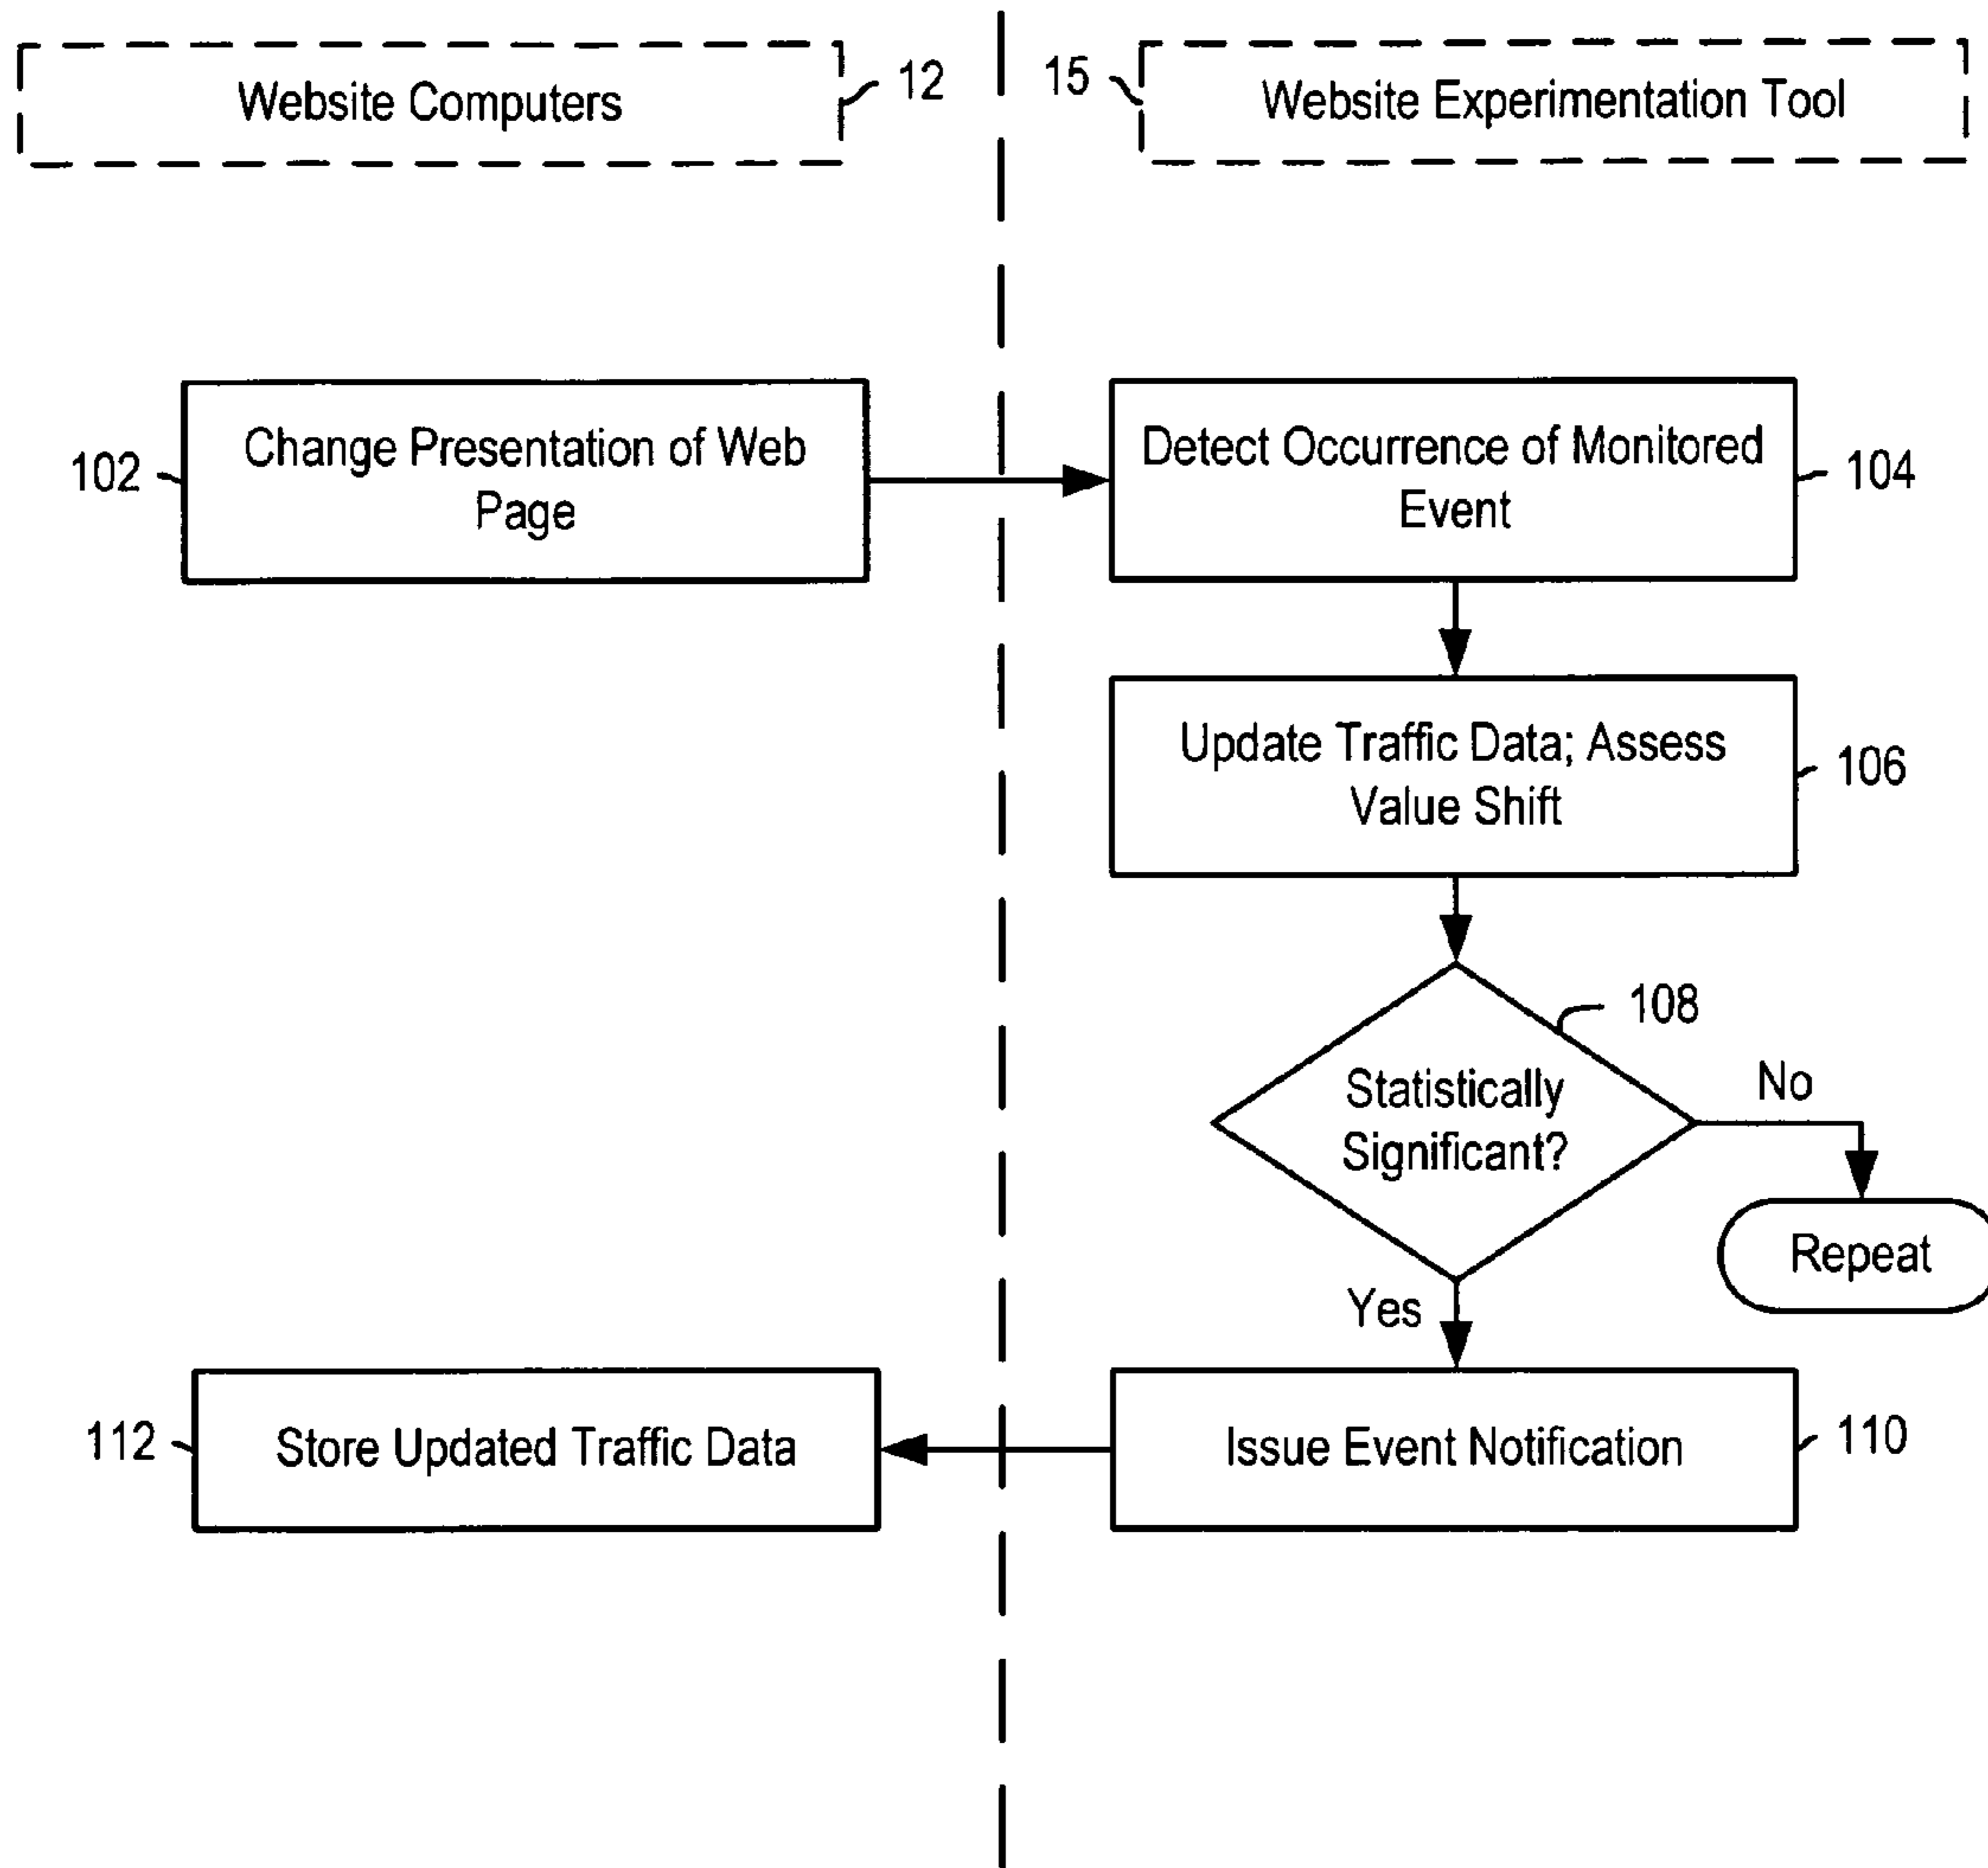 Website Computers
12
15
Website Experimentation Tool
102
Change Presentation of Web
Page
Detect Occurrence of Monitored
Event
104
Update Traffic Data; Assess
Value Shift
106
108
Statistically
Significant?
No
Repeat
Yes
112
Store Updated Traffic Data
Issue Event Notification
110